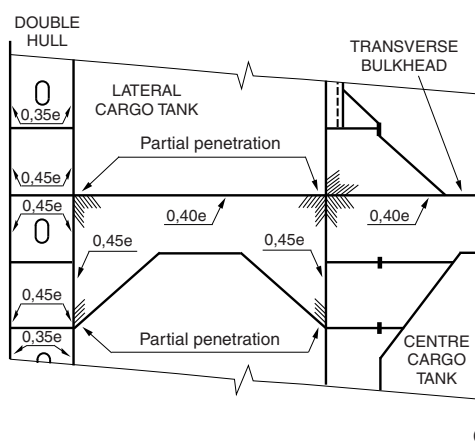 DOUBLE
HULL
TRANSVERSE
BULKHEAD
LATERAL
CARGO TANK
0,35e
Partial penetration
0,45e
0,45e
0,40e
0,40e
0,45e
0,45e
0,45e
0,35e
Partial penetration
CENTRE
CARGO
TANK